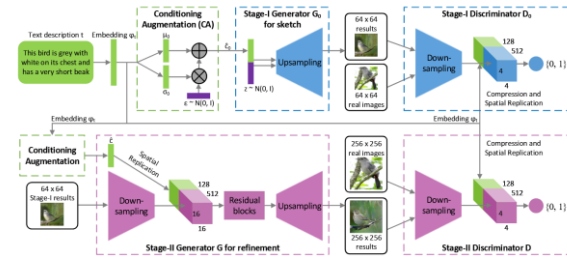 Text description t
This bird is grey with
white on its chest and
has a very short beak
Embedding φt
Conditioning
Augmentation (CA)
μ0
σ0
ε ~ N(0, I)
ĉ0
Stage-I Generator G0
for sketch
Upsampling
z ~ N(0, I)
64 x 64
results
64 x 64
real images
Stage-I Discriminator D0
Down-
sampling
128
512
4
4
{0, 1}
Compression and
Spatial Replication
Embedding φt
Embedding φt
Conditioning
Augmentation
64 x 64
Stage-I results
ĉ
Spatial
Replication
Down-
sampling
128
512
16
16
Residual
blocks
Upsampling
Stage-II Generator G for refinement
256 x 256
real images
256 x 256
results
Compression and
Spatial Replication
Down-
sampling
128
512
4
4
{0, 1}
Stage-II Discriminator D